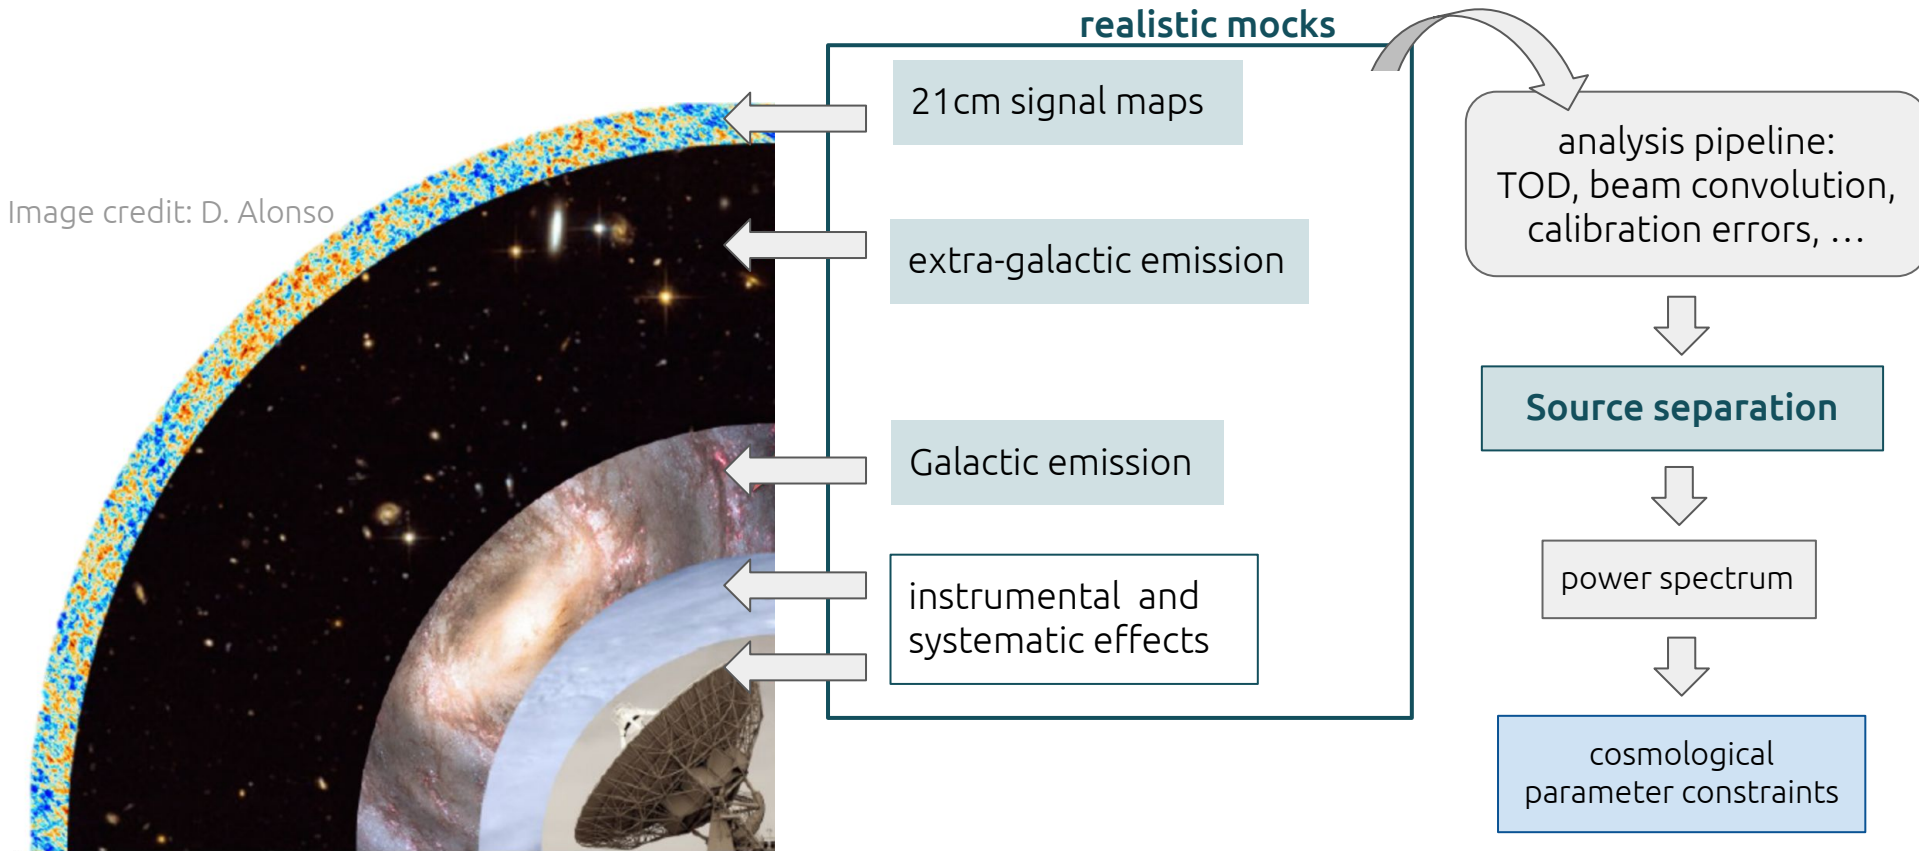 realistic mocks
21cm signal maps
Image credit: D. Alonso
extra-galactic emission
Galactic emission
instrumental and
systematic effects
analysis pipeline:
TOD, beam convolution,
calibration errors, …
Source separation
power spectrum
cosmological
parameter constraints